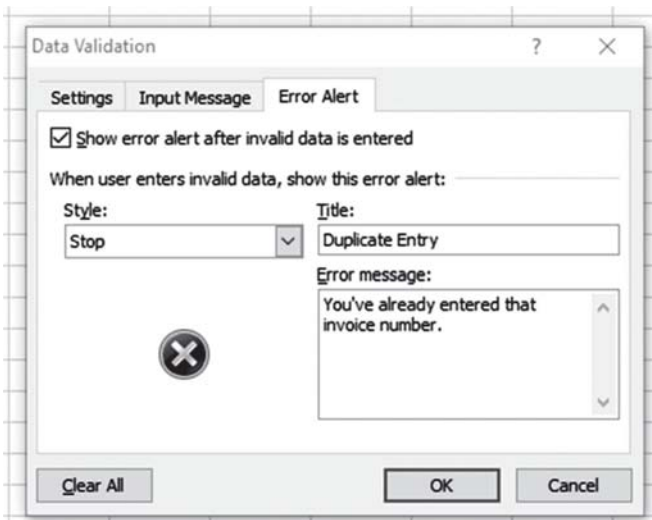 Data Validation ? ×
Settings Input Message Error Alert
Show error alert after invalid data is entered
When user enters invalid data, show this error alert:
Style: Title:
Stop Duplicate Entry
Error message:
You've already entered that
invoice number.
Clear All OK Cancel